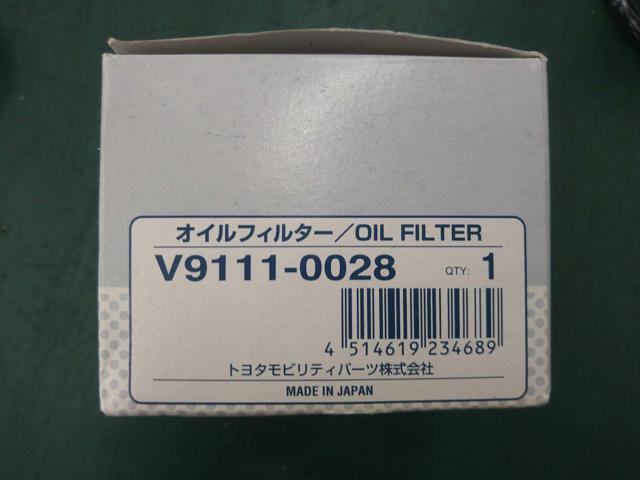 オイルフィルター/OIL FILTER
V9111-0028 QTY: 1
4 514619 234689
トヨタモビリティパーツ株式会社
MADE IN JAPAN